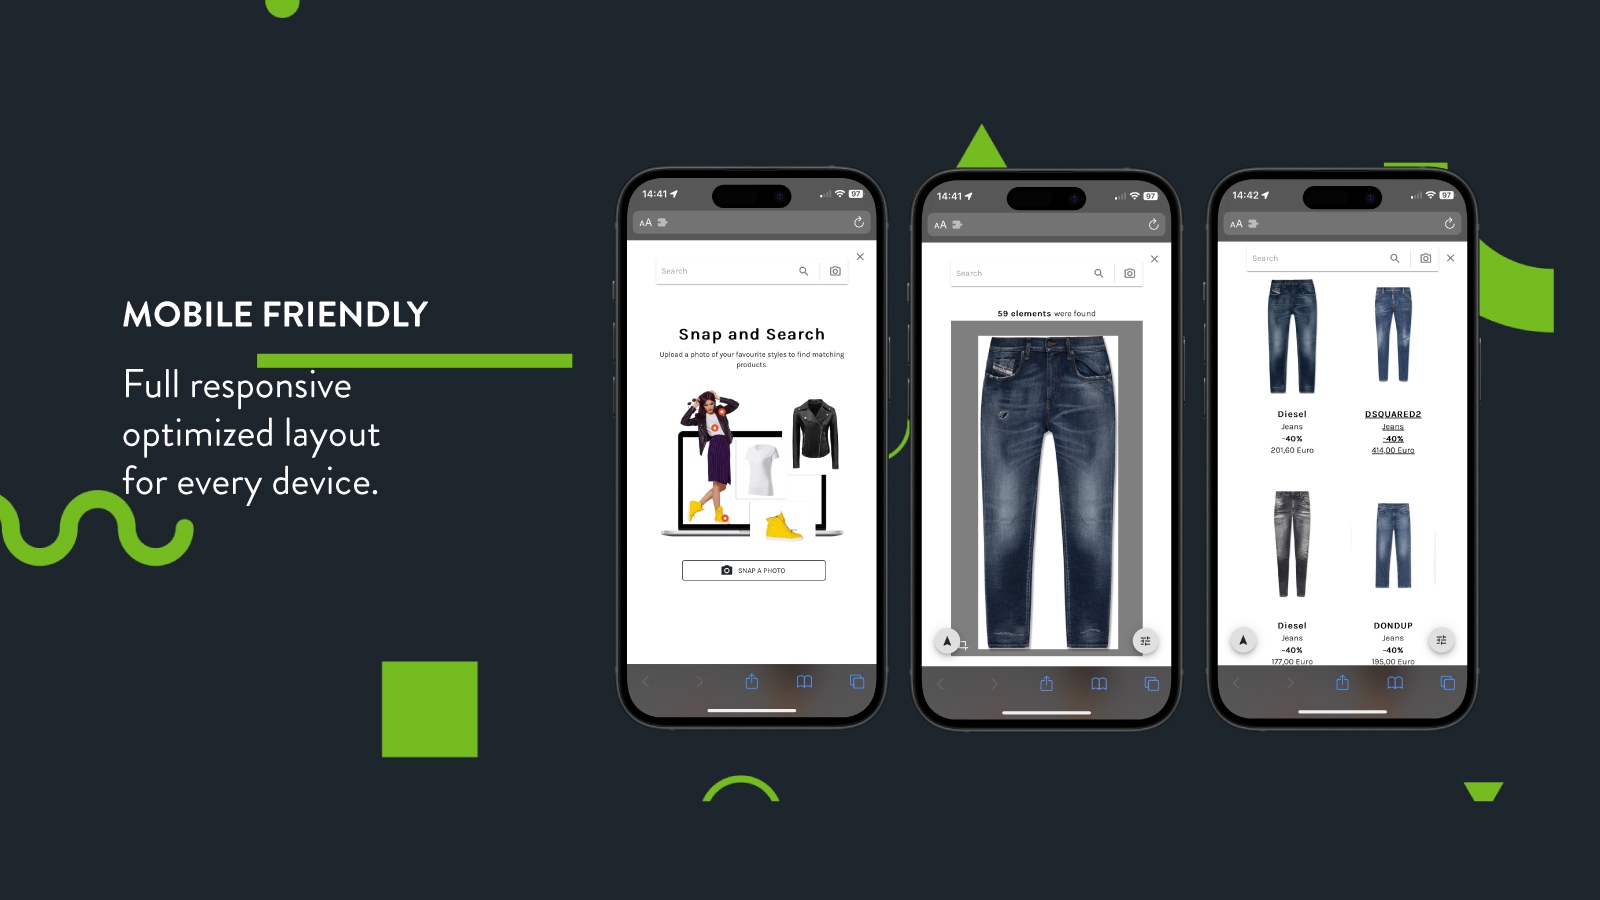 MOBILE FRIENDLY
Full responsive
optimized layout
for every device.
14:41
97
AA
Search
Snap and Search
Upload a photo of your favourite styles to find matching
products.
SNAP A PHOTO
14:41
97
AA
Search
59 elements were found
14:42
97
AA
Search
Diesel
Jeans
-40%
201,60 Euro
DSQUARED2
Jeans
-40%
414,00 Euro
Diesel
Jeans
-40%
177,00 Euro
DONDUP
Jeans
-40%
195,00 Euro